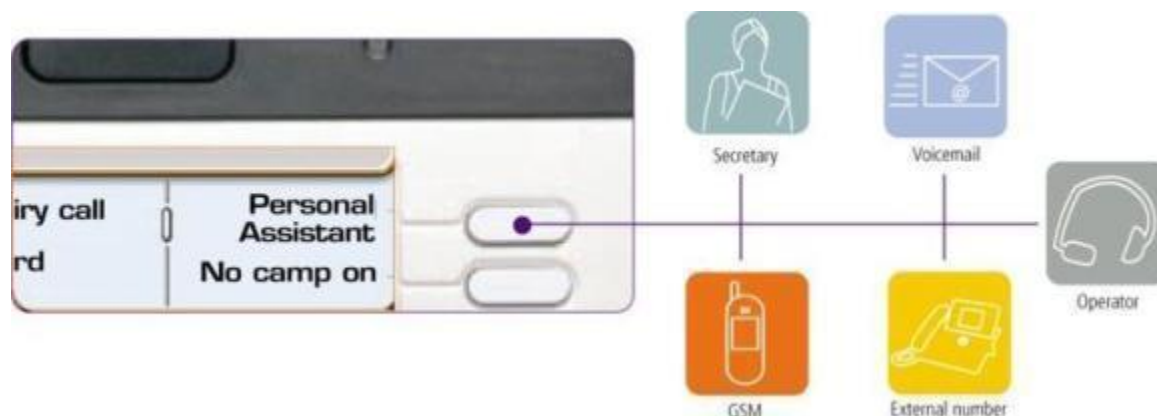 iry call
Personal
Assistant
rd
No camp on
Secretary
Voicemail
@
Operator
GSM
External number